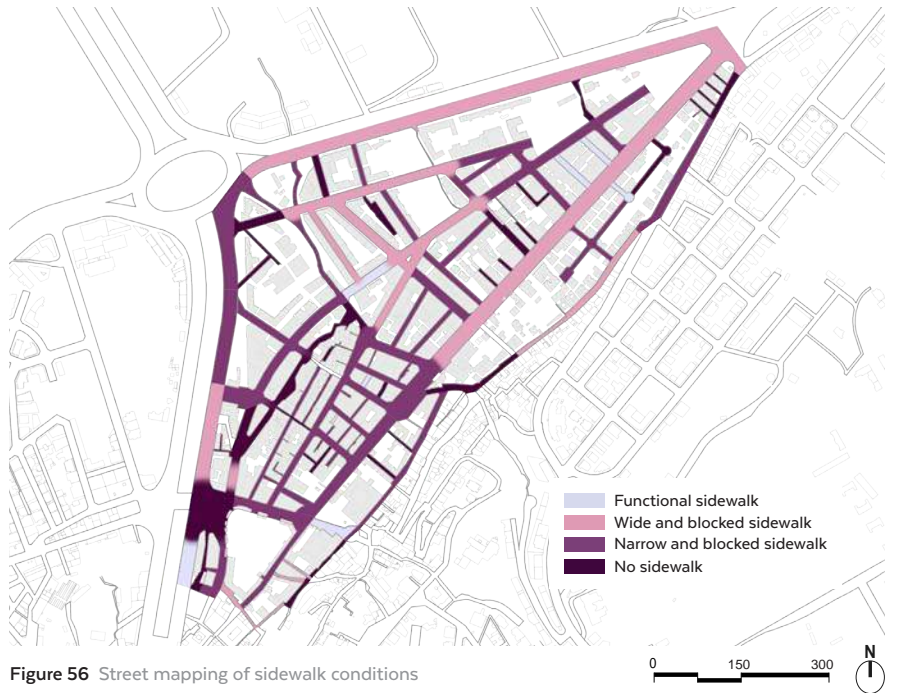 Functional sidewalk
Wide and blocked sidewalk
Narrow and blocked sidewalk
No sidewalk
Figure 56 Street mapping of sidewalk conditions
0 150 300
N